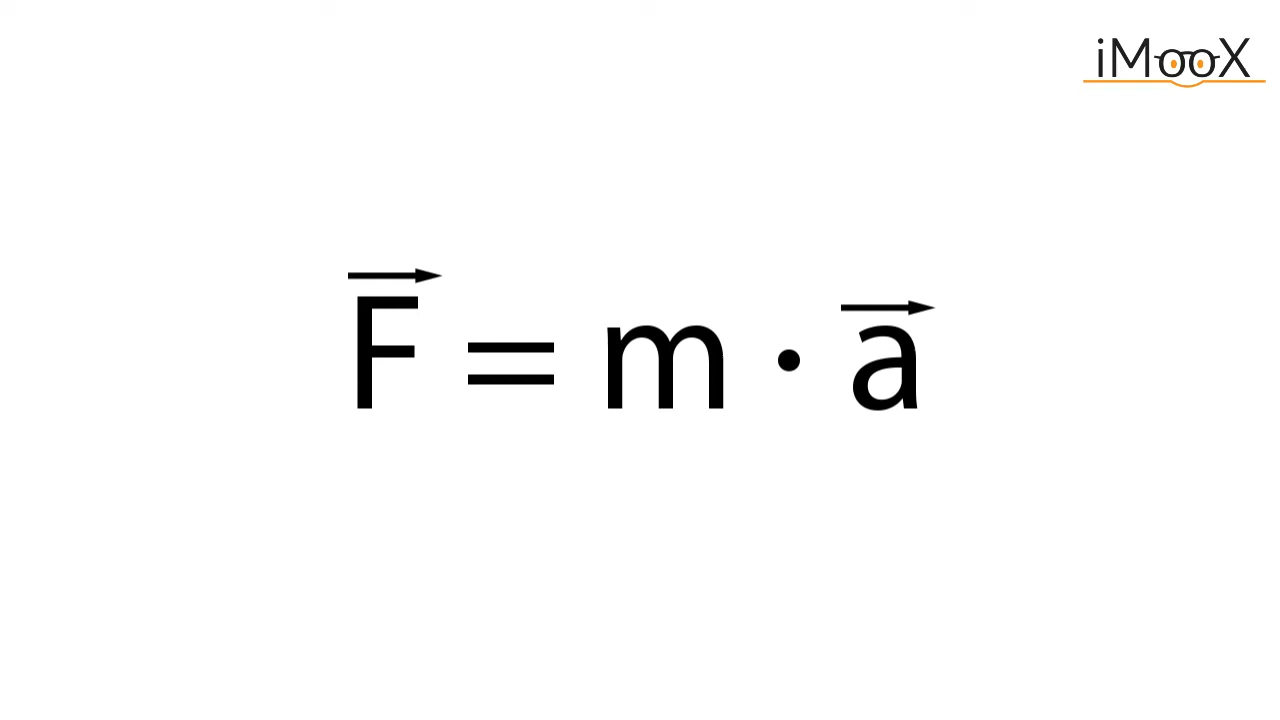 iMooX
F⃗ = m · a⃗